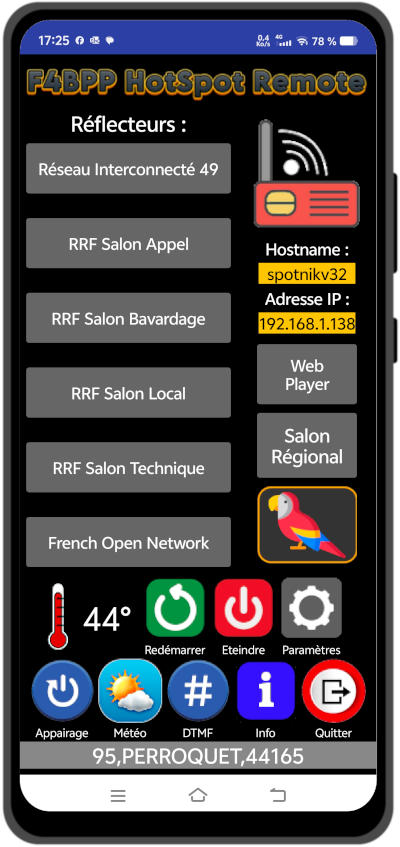 17:25 0,4 Ko/s 4G 78 %
F4BPP HotSpot Remote
Réflecteurs :
Réseau Interconnecté 49
RRF Salon Appel
RRF Salon Bavardage
RRF Salon Local
RRF Salon Technique
French Open Network
Hostname :
spotnikv32
Adresse IP :
192.168.1.138
Web
Player
Salon
Régional
44°
Redémarrer Eteindre Paramètres
#
i
Appairage Météo DTMF Info Quitter
95,PERROQUET,44165